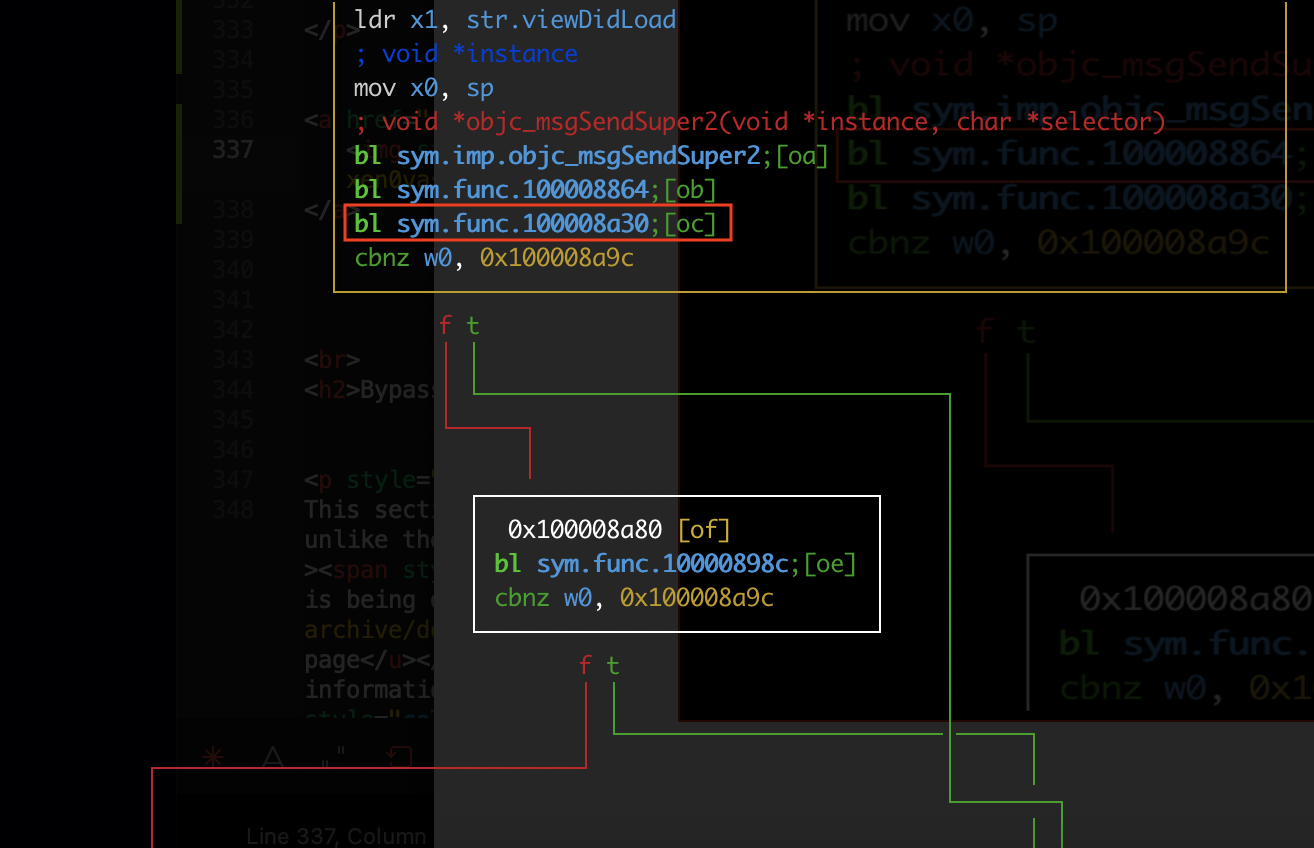 ldr x1, str.viewDidLoad
; void *instance
mov x0, sp
; void *objc_msgSendSuper2(void *instance, char *selector)
bl sym.imp.objc_msgSendSuper2;[oa]
bl sym.func.100008864;[ob]
bl sym.func.100008a30;[oc]
cbnz w0, 0x100008a9c
f t
0x100008a80 [of]
bl sym.func.10000898c;[oe]
cbnz w0, 0x100008a9c
f t
mov x0, sp
; void *objc_msgSendSu
bl sym.imp.objc_msgSen
bl sym.func.100008864;
bl sym.func.100008a30;
cbnz w0, 0x100008a9c
f t
0x100008a80
bl sym.func.
cbnz w0, 0x1
333
334
335
336 <a href=
337
338
339
340
341
342
343 <br>
344 <h2>Bypass
345
346
347 <p style="
348 This sect
unlike the
><span sty
is being
archive/d
page</u></
informati
Line 337, Column